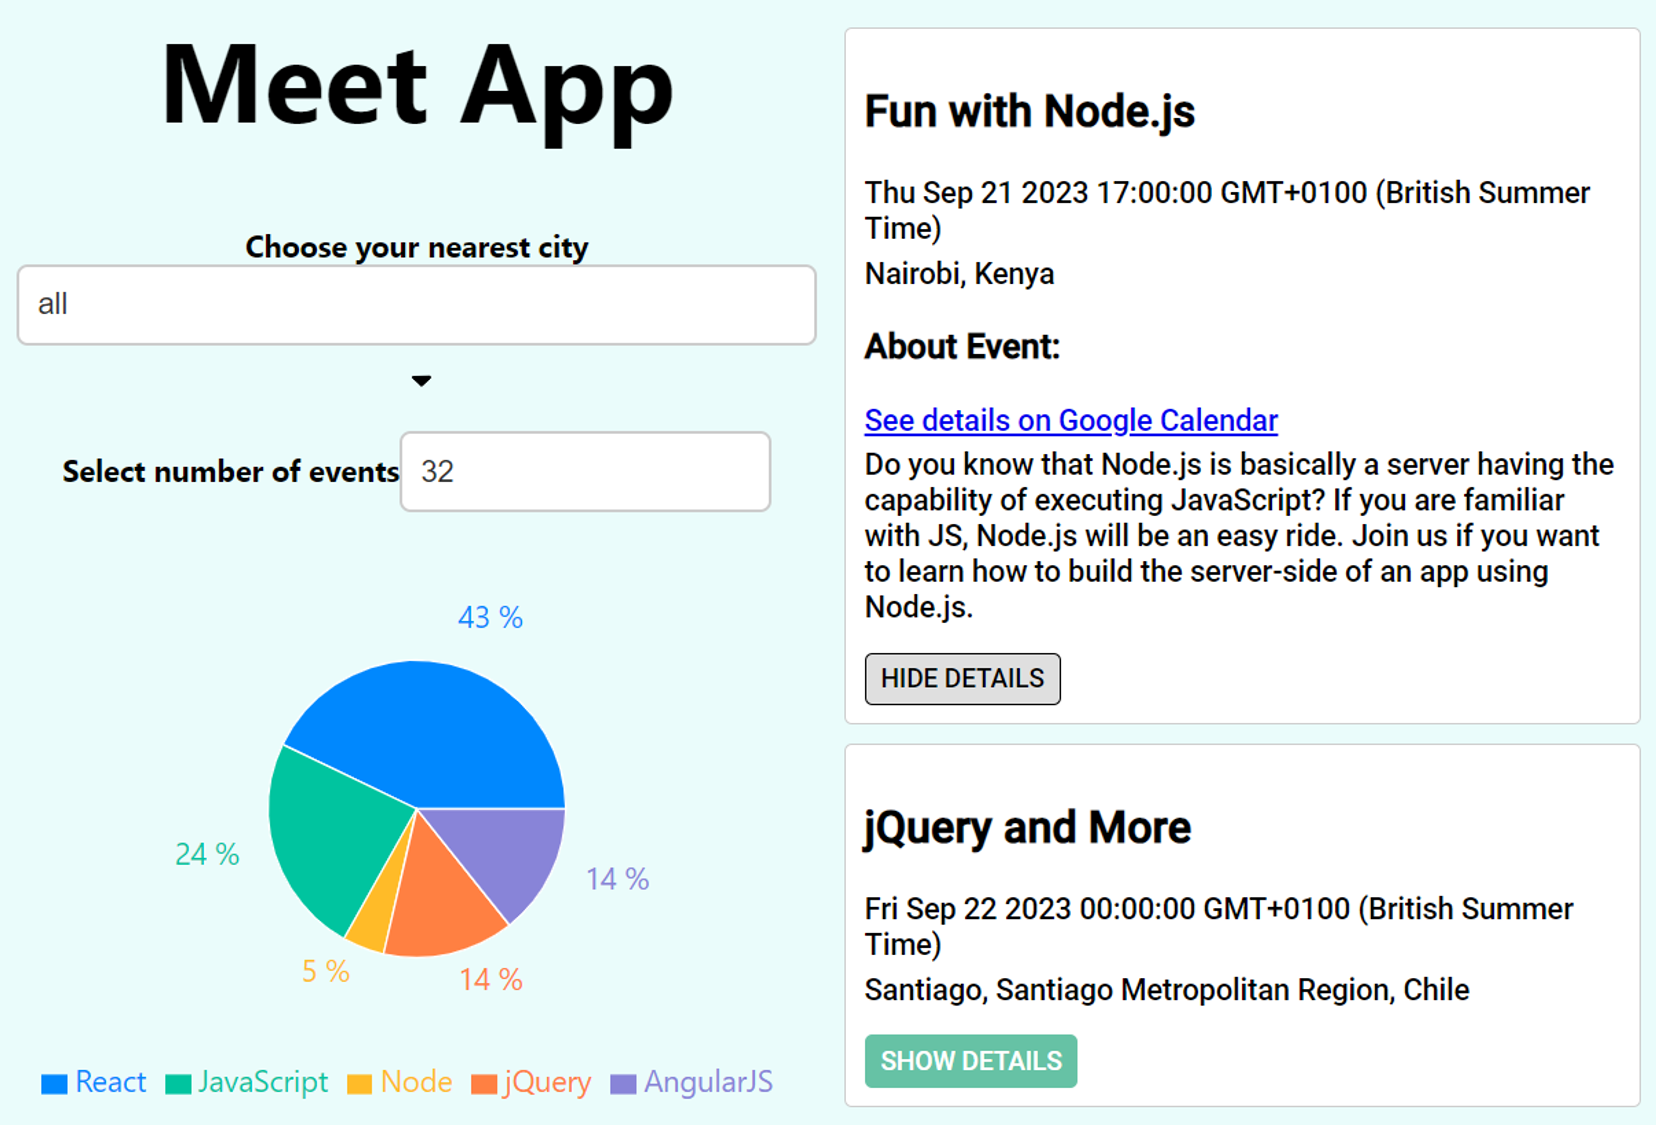 Meet App
Choose your nearest city
all
Select number of events 32
43 %
24 %
14 %
5 %
14 %
React JavaScript Node jQuery AngularJS
Fun with Node.js
Thu Sep 21 2023 17:00:00 GMT+0100 (British Summer
Time)
Nairobi, Kenya
About Event:
See details on Google Calendar
Do you know that Node.js is basically a server having the
capability of executing JavaScript? If you are familiar
with JS, Node.js will be an easy ride. Join us if you want
to learn how to build the server-side of an app using
Node.js.
HIDE DETAILS
jQuery and More
Fri Sep 22 2023 00:00:00 GMT+0100 (British Summer
Time)
Santiago, Santiago Metropolitan Region, Chile
SHOW DETAILS